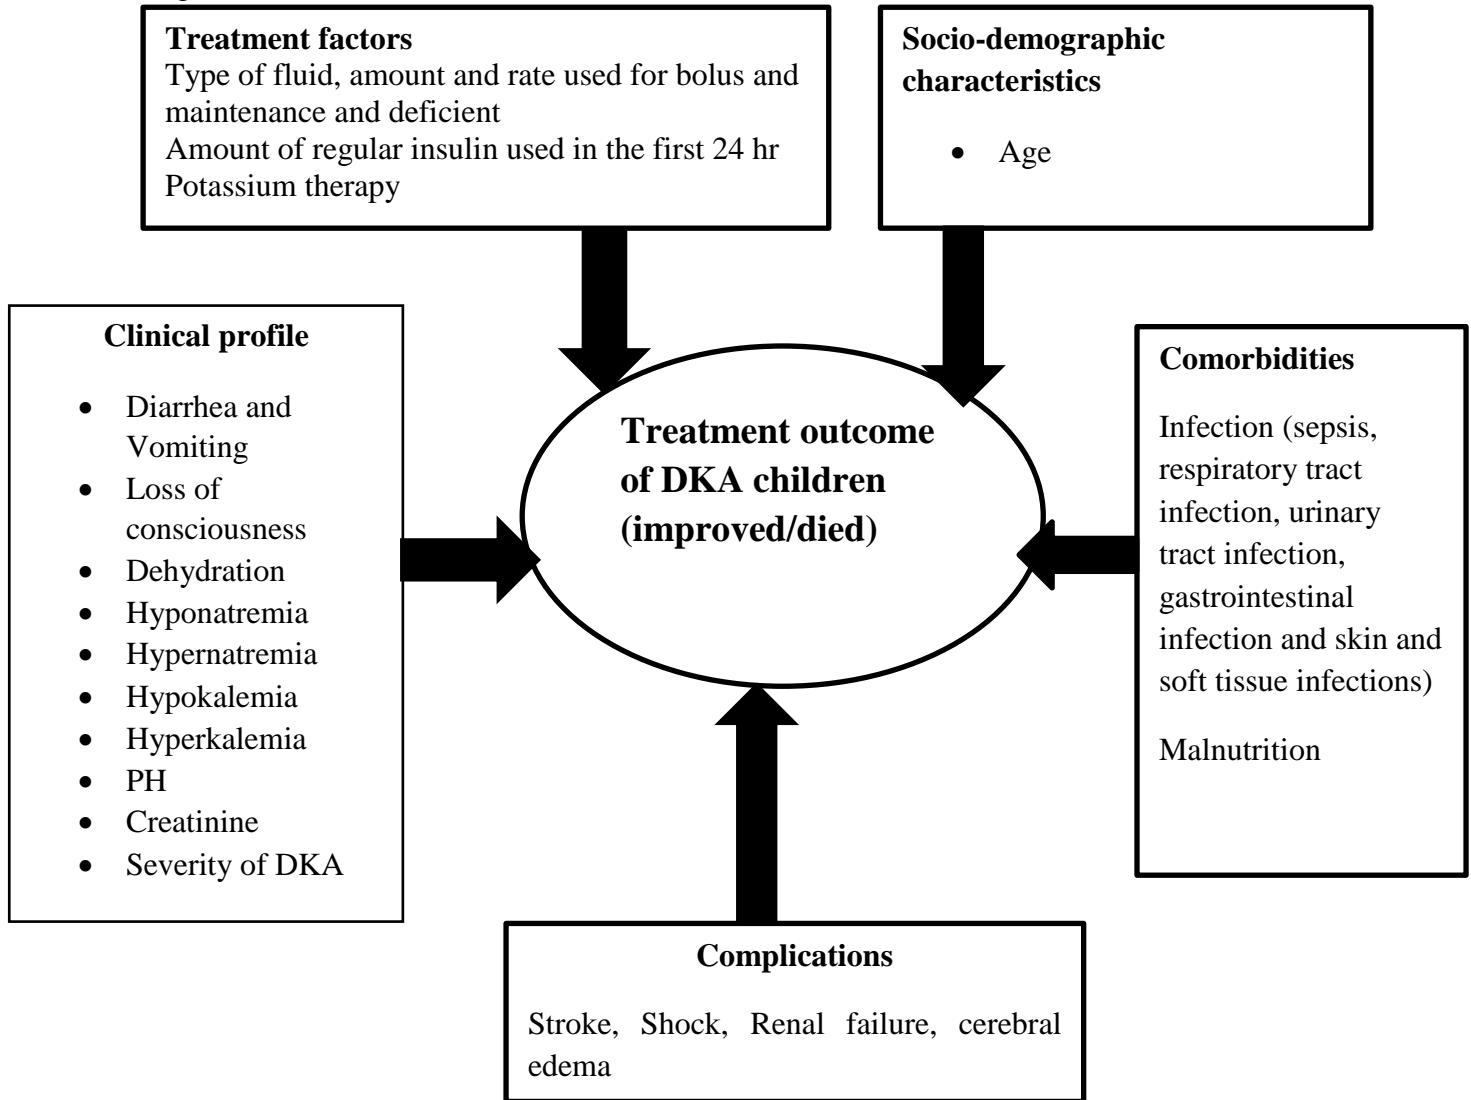 Treatment factors
Type of fluid, amount and rate used for bolus and
maintenance and deficient
Amount of regular insulin used in the first 24 hr
Potassium therapy
Socio-demographic
characteristics
• Age
Clinical profile
• Diarrhea and
Vomiting
• Loss of
consciousness
• Dehydration
• Hyponatremia
• Hypernatremia
• Hypokalemia
• Hyperkalemia
• PH
• Creatinine
• Severity of DKA
Treatment outcome
of DKA children
(improved/died)
Comorbidities
Infection (sepsis,
respiratory tract
infection, urinary
tract infection,
gastrointestinal
infection and skin and
soft tissue infections)
Malnutrition
Complications
Stroke, Shock, Renal failure, cerebral
edema